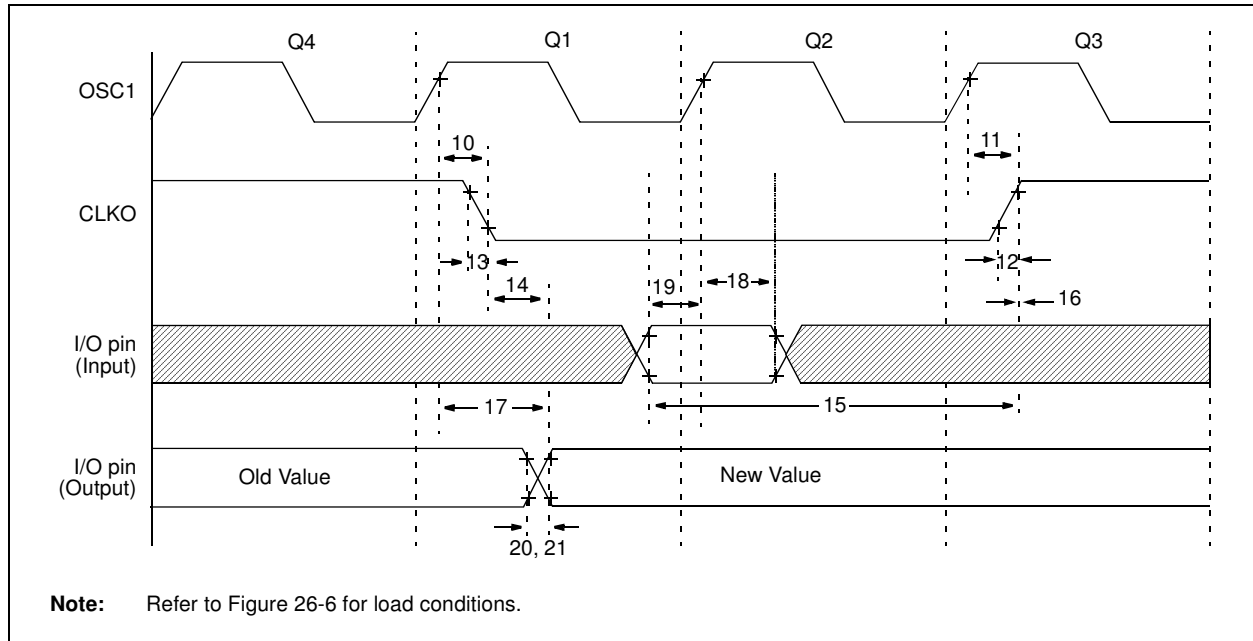 Q4 Q1 Q2 Q3
OSC1
10
11
CLKO
13
12
14
19
18
16
I/O pin
(Input)
17
15
I/O pin
(Output)
Old Value
New Value
20, 21
Note: Refer to Figure 26-6 for load conditions.